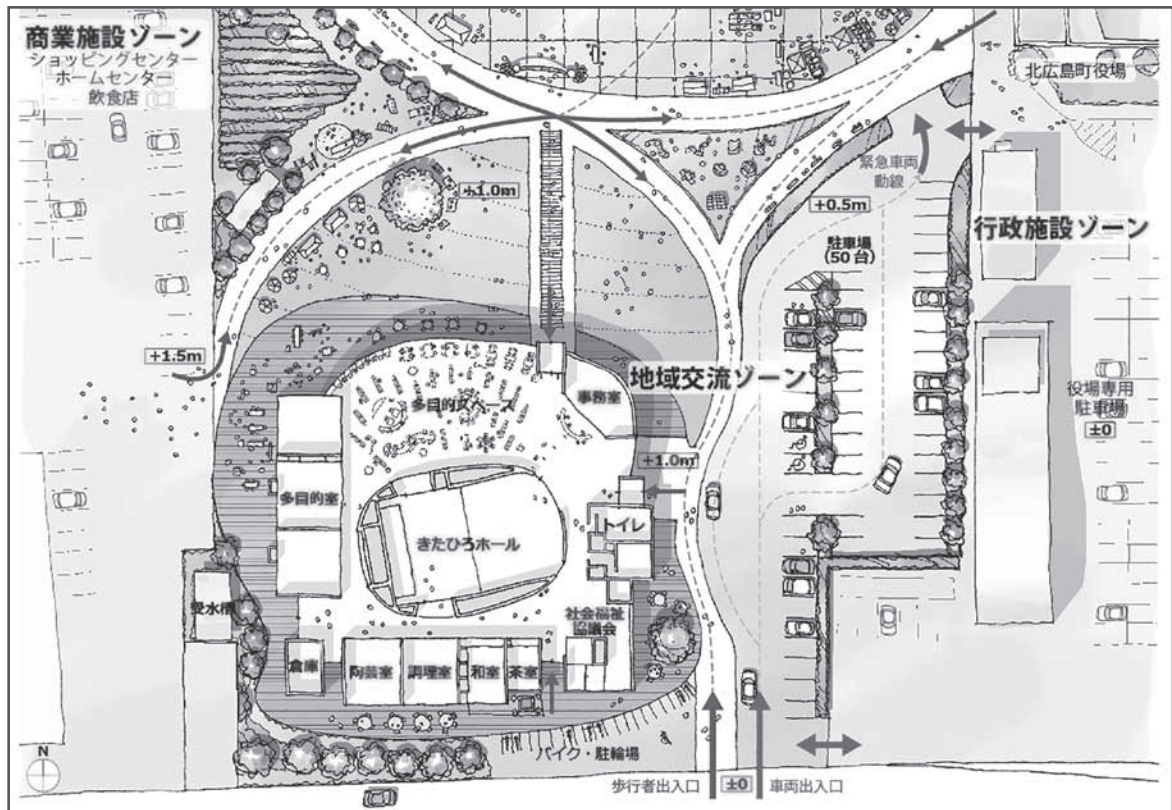 商業施設ゾーン
ショッピングセンター
ホームセンター
飲食店
北広島町役場
緊急車両
動線
+1.0m
+0.5m
行政施設ゾーン
駐車場
(50台)
+1.5m
地域交流ゾーン
多目的スペース
事務室
役場専用
駐車場
±0
+1.0m
多目的室
きたひろホール
トイレ
受水槽
社会福祉
協議会
倉庫
陶芸室
調理室
和室
茶室
バイク・駐輪場
N
歩行者出入口
±0
車両出入口